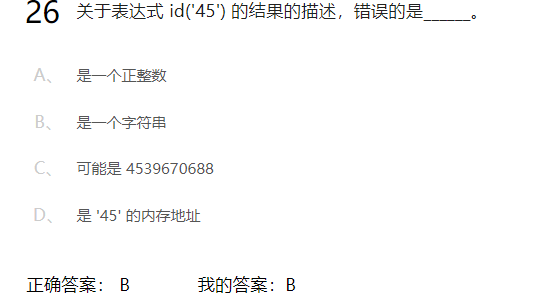 26 关于表达式 id('45') 的结果的描述，错误的是______。
A、 是一个正整数
B、 是一个字符串
C、 可能是 4539670688
D、 是 '45' 的内存地址
正确答案： B 我的答案：B